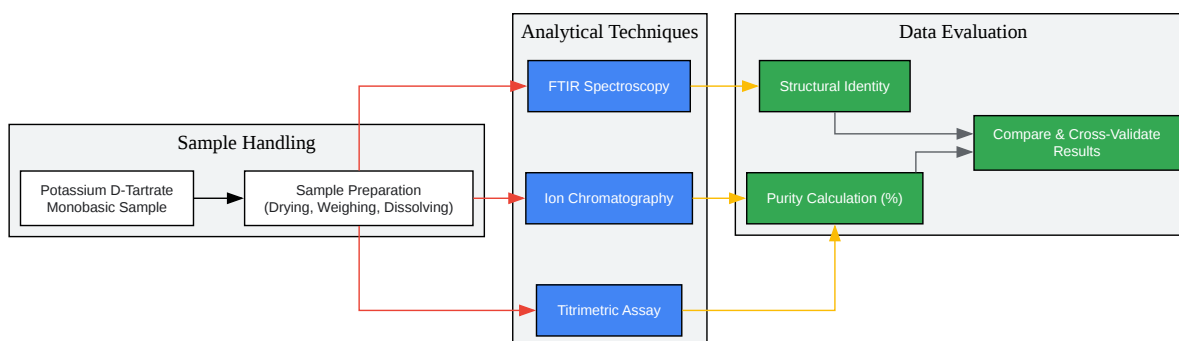 Sample Handling
Potassium D-Tartrate
Monobasic Sample
Sample Preparation
(Drying, Weighing, Dissolving)
Analytical Techniques
FTIR Spectroscopy
Ion Chromatography
Titrimetric Assay
Data Evaluation
Structural Identity
Purity Calculation (%)
Compare & Cross-Validate
Results